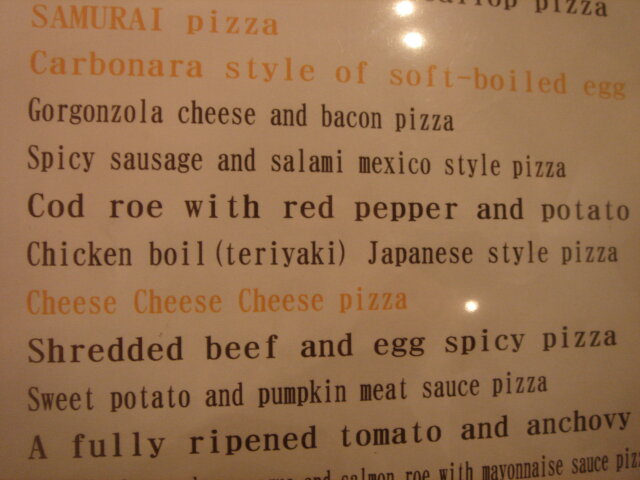 pizza
SAMURAI pizza
Carbonara style of soft-boiled egg
Gorgonzola cheese and bacon pizza
Spicy sausage and salami mexico style pizza
Cod roe with red pepper and potato
Chicken boil(teriyaki) Japanese style pizza
Cheese Cheese Cheese pizza
Shredded beef and egg spicy pizza
Sweet potato and pumpkin meat sauce pizza
A fully ripened tomato and anchovy
and salmon roe with mayonnaise sauce